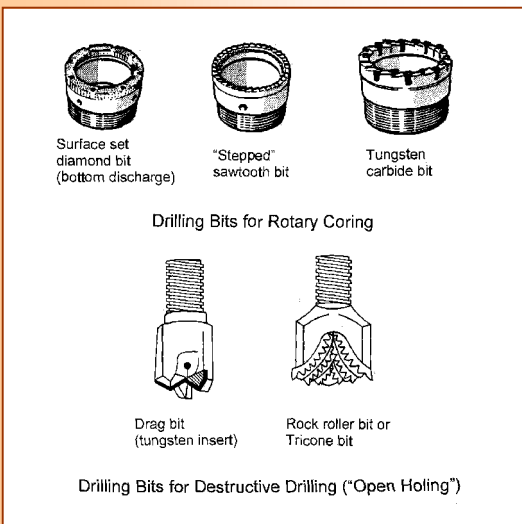 Surface set
diamond bit
(bottom discharge)
"Stepped"
sawtooth bit
Tungsten
carbide bit
Drilling Bits for Rotary Coring
Drag bit
(tungsten insert)
Rock roller bit or
Tricone bit
Drilling Bits for Destructive Drilling ("Open Holing")